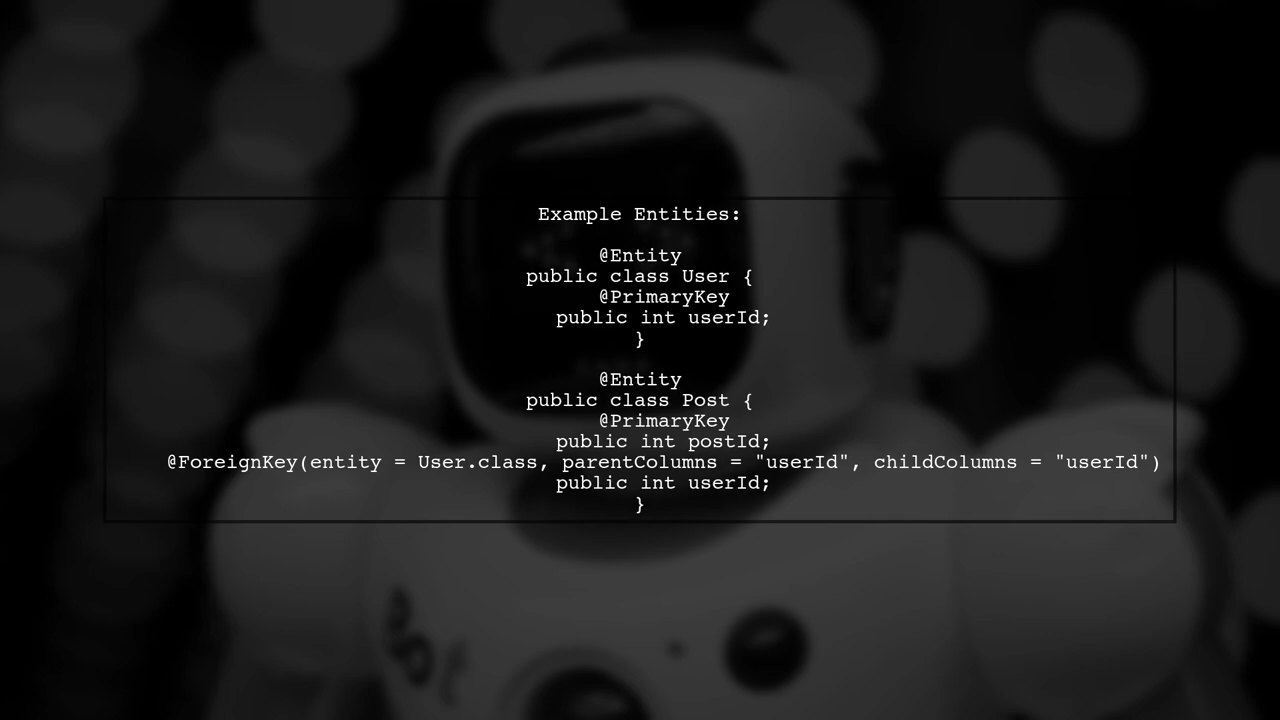 Example Entities:
@Entity
public class User {
@PrimaryKey
public int userId;
}
@Entity
public class Post {
@PrimaryKey
public int postId;
@ForeignKey(entity = User.class, parentColumns = "userId", childColumns = "userId")
public int userId;
}